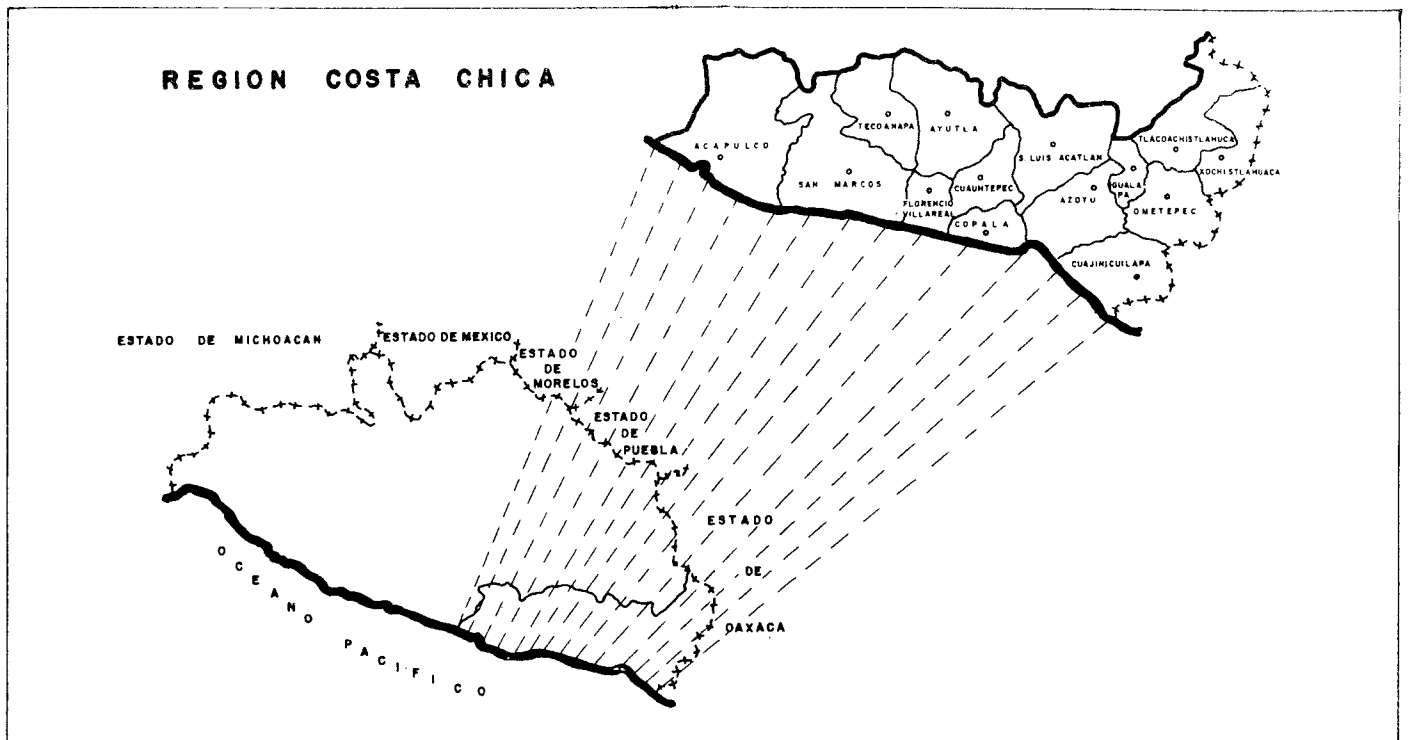 REGION COSTA CHICA
ACAPULCO
TECOANAPA
AYUTLA
SAN MARCOS
FLORENCIO
VILLAREAL
CUAUNTEPEC
COPALA
S. LUIS ACATLAN
AZOYU
IGUALA
PA
TLACOACHISTLAHUCA
XOCHISTLAHUACA
OMETEPEC
CUAJINICUILAPA
ESTADO DE MICHOACAN
ESTADO DE MEXICO
ESTADO
DE
MORELOS
ESTADO
DE
PUEBLA
ESTADO
DE
OAXACA
OCEANO PACIFICO